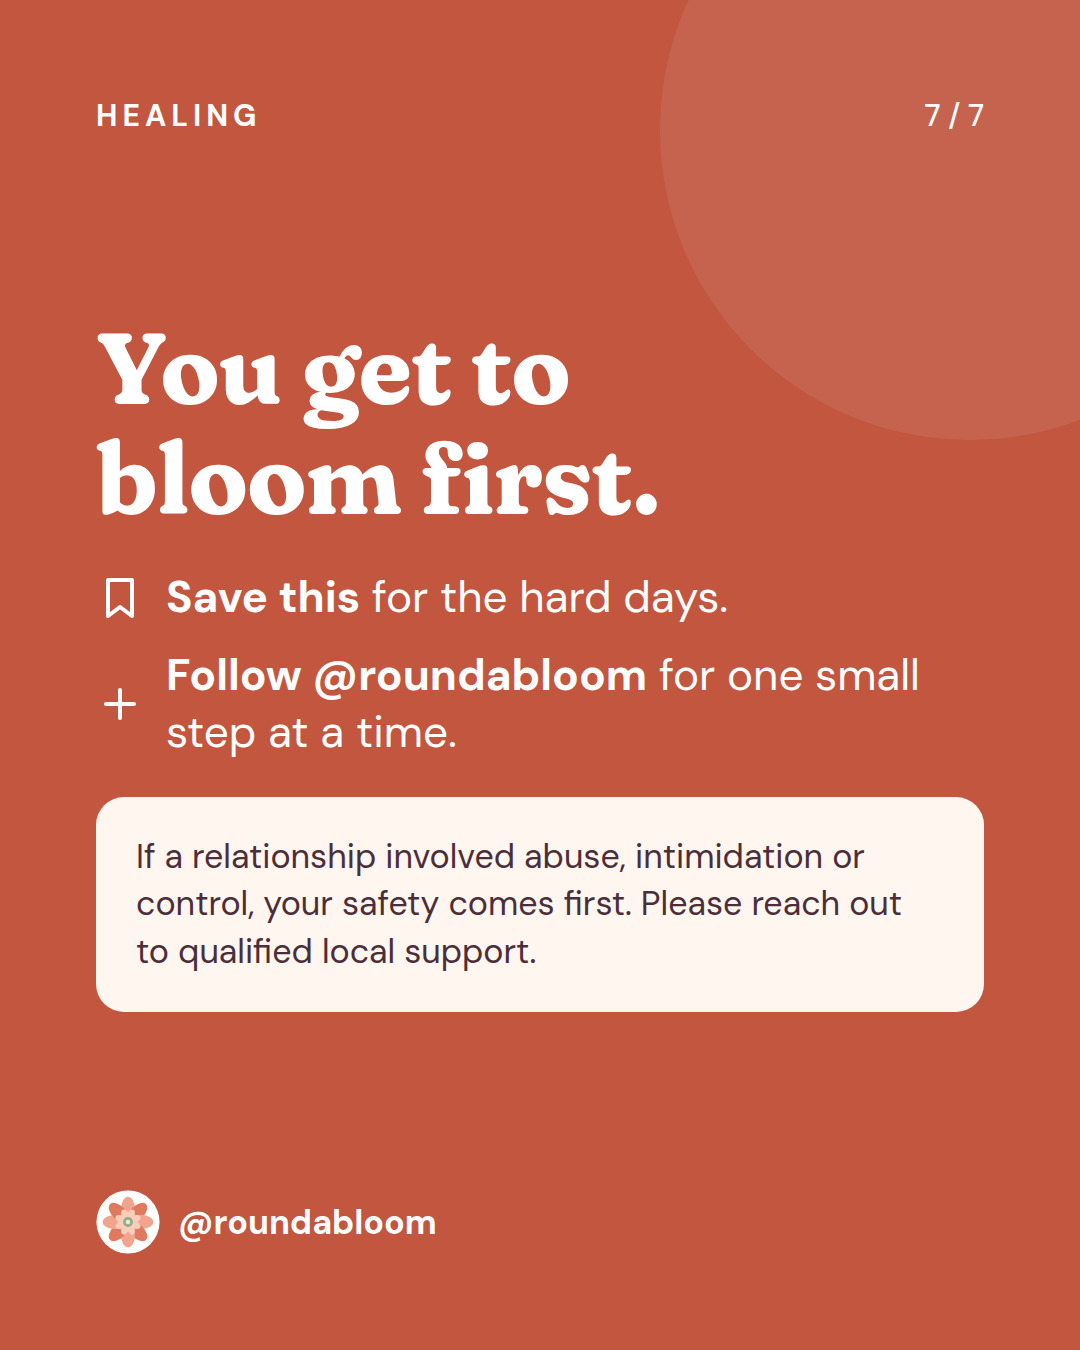 HEALING
7 / 7
You get to
bloom first.
Save this for the hard days.
Follow @roundabloom for one small
step at a time.
If a relationship involved abuse, intimidation or
control, your safety comes first. Please reach out
to qualified local support.
@roundabloom